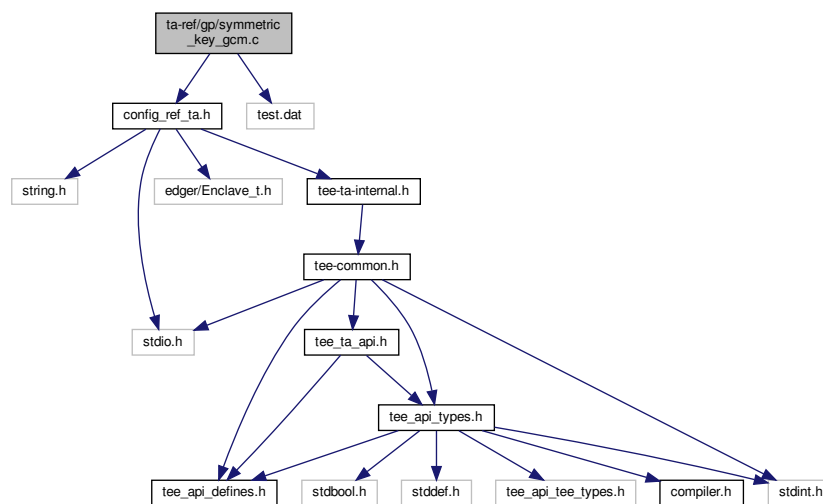 ta-ref/gp/symmetric
_key_gcm.c
config_ref_ta.h
test.dat
string.h
edger/Enclave_t.h
tee-ta-internal.h
tee-common.h
stdio.h
tee_ta_api.h
tee_api_types.h
tee_api_defines.h
stdbool.h
stddef.h
tee_api_tee_types.h
compiler.h
stdint.h